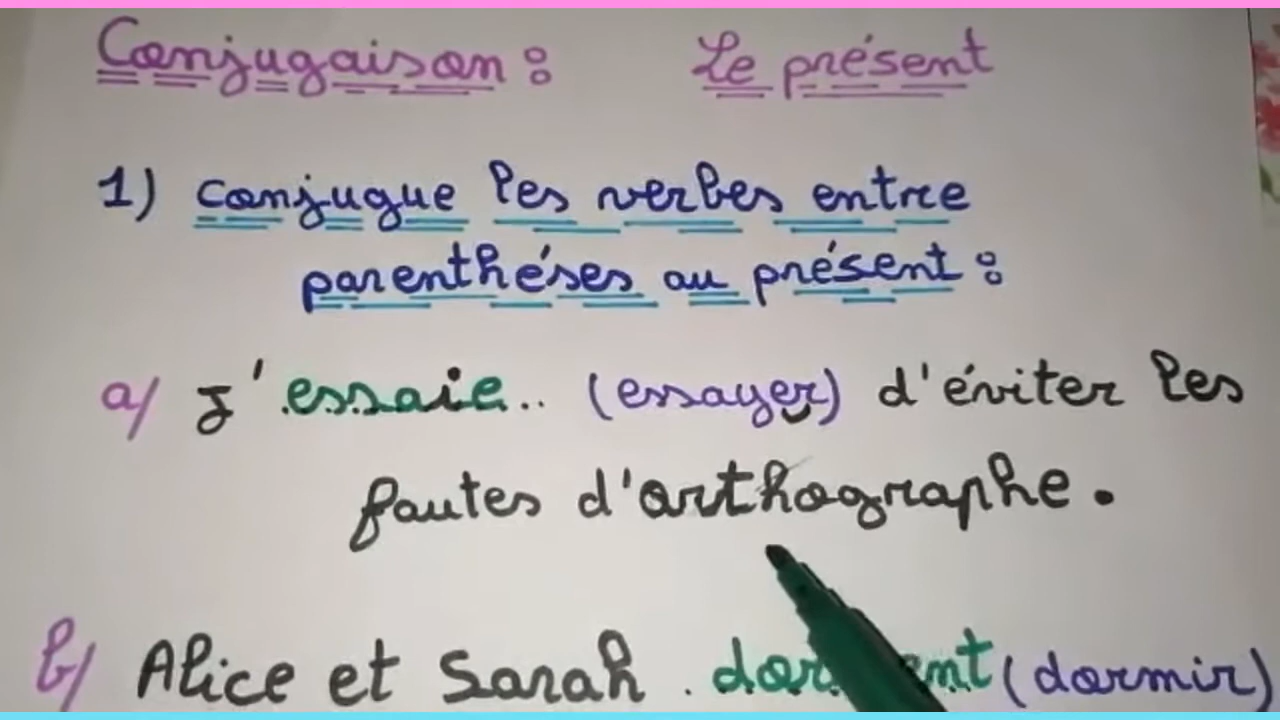 Conjugaison : Le présent
1) conjugue les verbes entre
parenthéses au présent :
a/ J'essaie.. (essayer) d'éviter les
fautes d'orthographe.
b/ Alice et Sarah . (dormir)